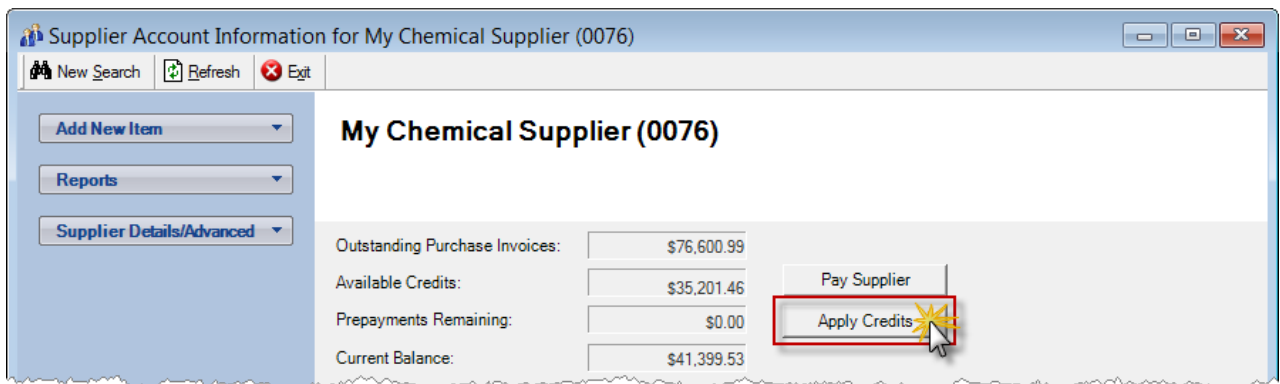 Supplier Account Information for My Chemical Supplier (0076)
New Search Refresh Exit
Add New Item
My Chemical Supplier (0076)
Reports
Supplier Details/Advanced
Outstanding Purchase Invoices: $76,600.99
Available Credits: $35,201.46 Pay Supplier
Prepayments Remaining: $0.00 Apply Credits
Current Balance: $41,399.53